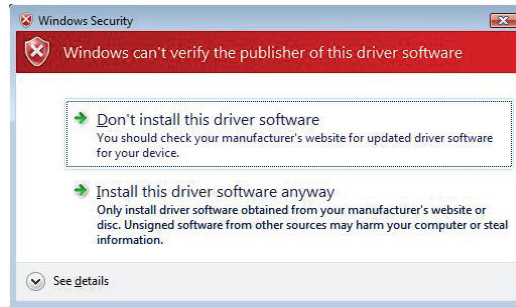 Windows Security
Windows can't verify the publisher of this driver software
Don't install this driver software
You should check your manufacturer's website for updated driver software
for your device.
Install this driver software anyway
Only install driver software obtained from your manufacturer's website or
disc. Unsigned software from other sources may harm your computer or steal
information.
See details